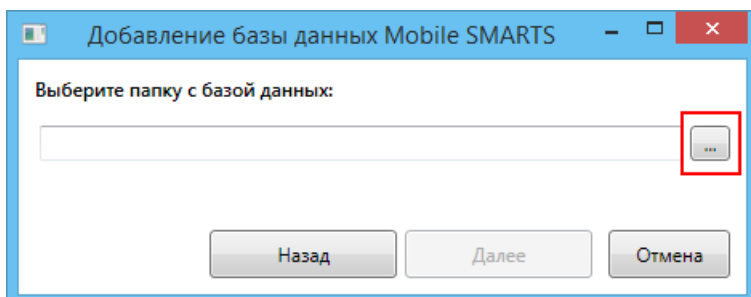 Добавление базы данных Mobile SMARTS
Выберите папку с базой данных:
...
Назад
Далее
Отмена